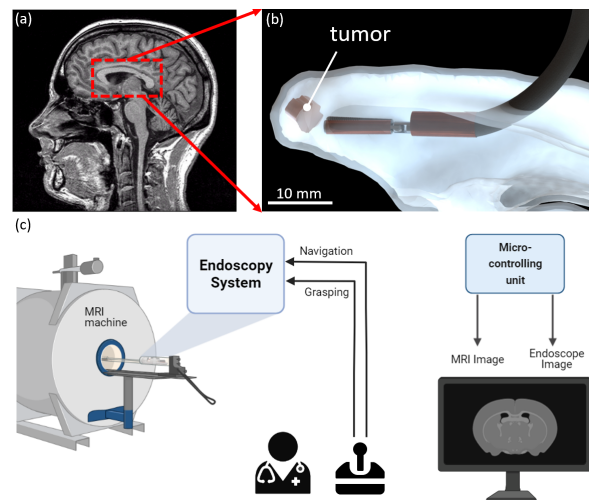 (a)
(b)
tumor
10 mm
(c)
MRI
machine
Endoscopy
System
Navigation
Grasping
Micro-
controlling
unit
MRI Image
Endoscope
Image